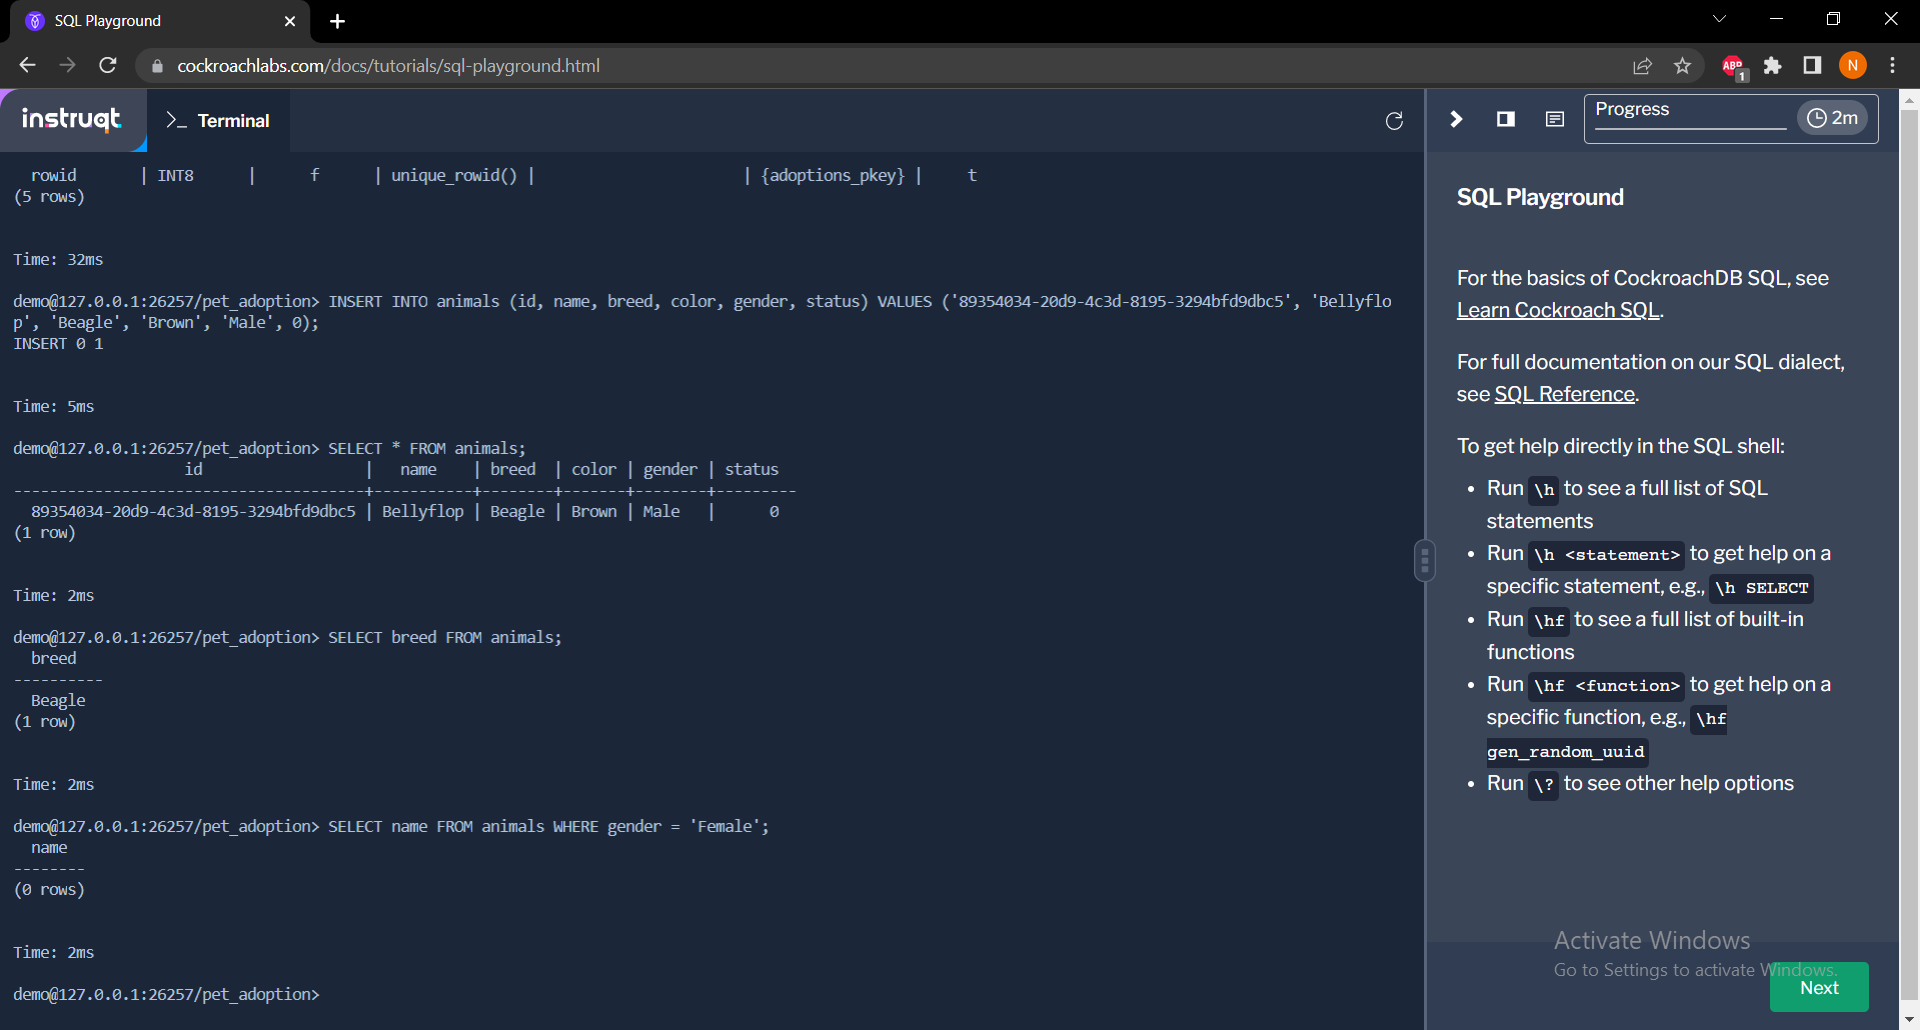 SQL Playground
cockroachlabs.com/docs/tutorials/sql-playground.html
ABP
1
N
instruqt
>_ Terminal
Progress
2m
rowid | INT8 | f | unique_rowid() | | {adoptions_pkey} | t
(5 rows)
Time: 32ms
demo@127.0.0.1:26257/pet_adoption> INSERT INTO animals (id, name, breed, color, gender, status) VALUES ('89354034-20d9-4c3d-8195-3294bfd9dbc5', 'Bellyflo
p', 'Beagle', 'Brown', 'Male', 0);
INSERT 0 1
Time: 5ms
demo@127.0.0.1:26257/pet_adoption> SELECT * FROM animals;
id | name | breed | color | gender | status
---------------------------------------+-----------+--------+-------+--------+---------
89354034-20d9-4c3d-8195-3294bfd9dbc5 | Bellyflop | Beagle | Brown | Male | 0
(1 row)
Time: 2ms
demo@127.0.0.1:26257/pet_adoption> SELECT breed FROM animals;
breed
----------
Beagle
(1 row)
Time: 2ms
demo@127.0.0.1:26257/pet_adoption> SELECT name FROM animals WHERE gender = 'Female';
name
--------
(0 rows)
Time: 2ms
demo@127.0.0.1:26257/pet_adoption>
SQL Playground
For the basics of CockroachDB SQL, see
Learn Cockroach SQL.
For full documentation on our SQL dialect,
see SQL Reference.
To get help directly in the SQL shell:
• Run \h to see a full list of SQL
statements
• Run \h <statement> to get help on a
specific statement, e.g., \h SELECT
• Run \hf to see a full list of built-in
functions
• Run \hf <function> to get help on a
specific function, e.g., \hf
gen_random_uuid
• Run \? to see other help options
Activate Windows
Go to Settings to activate Windows.
Next